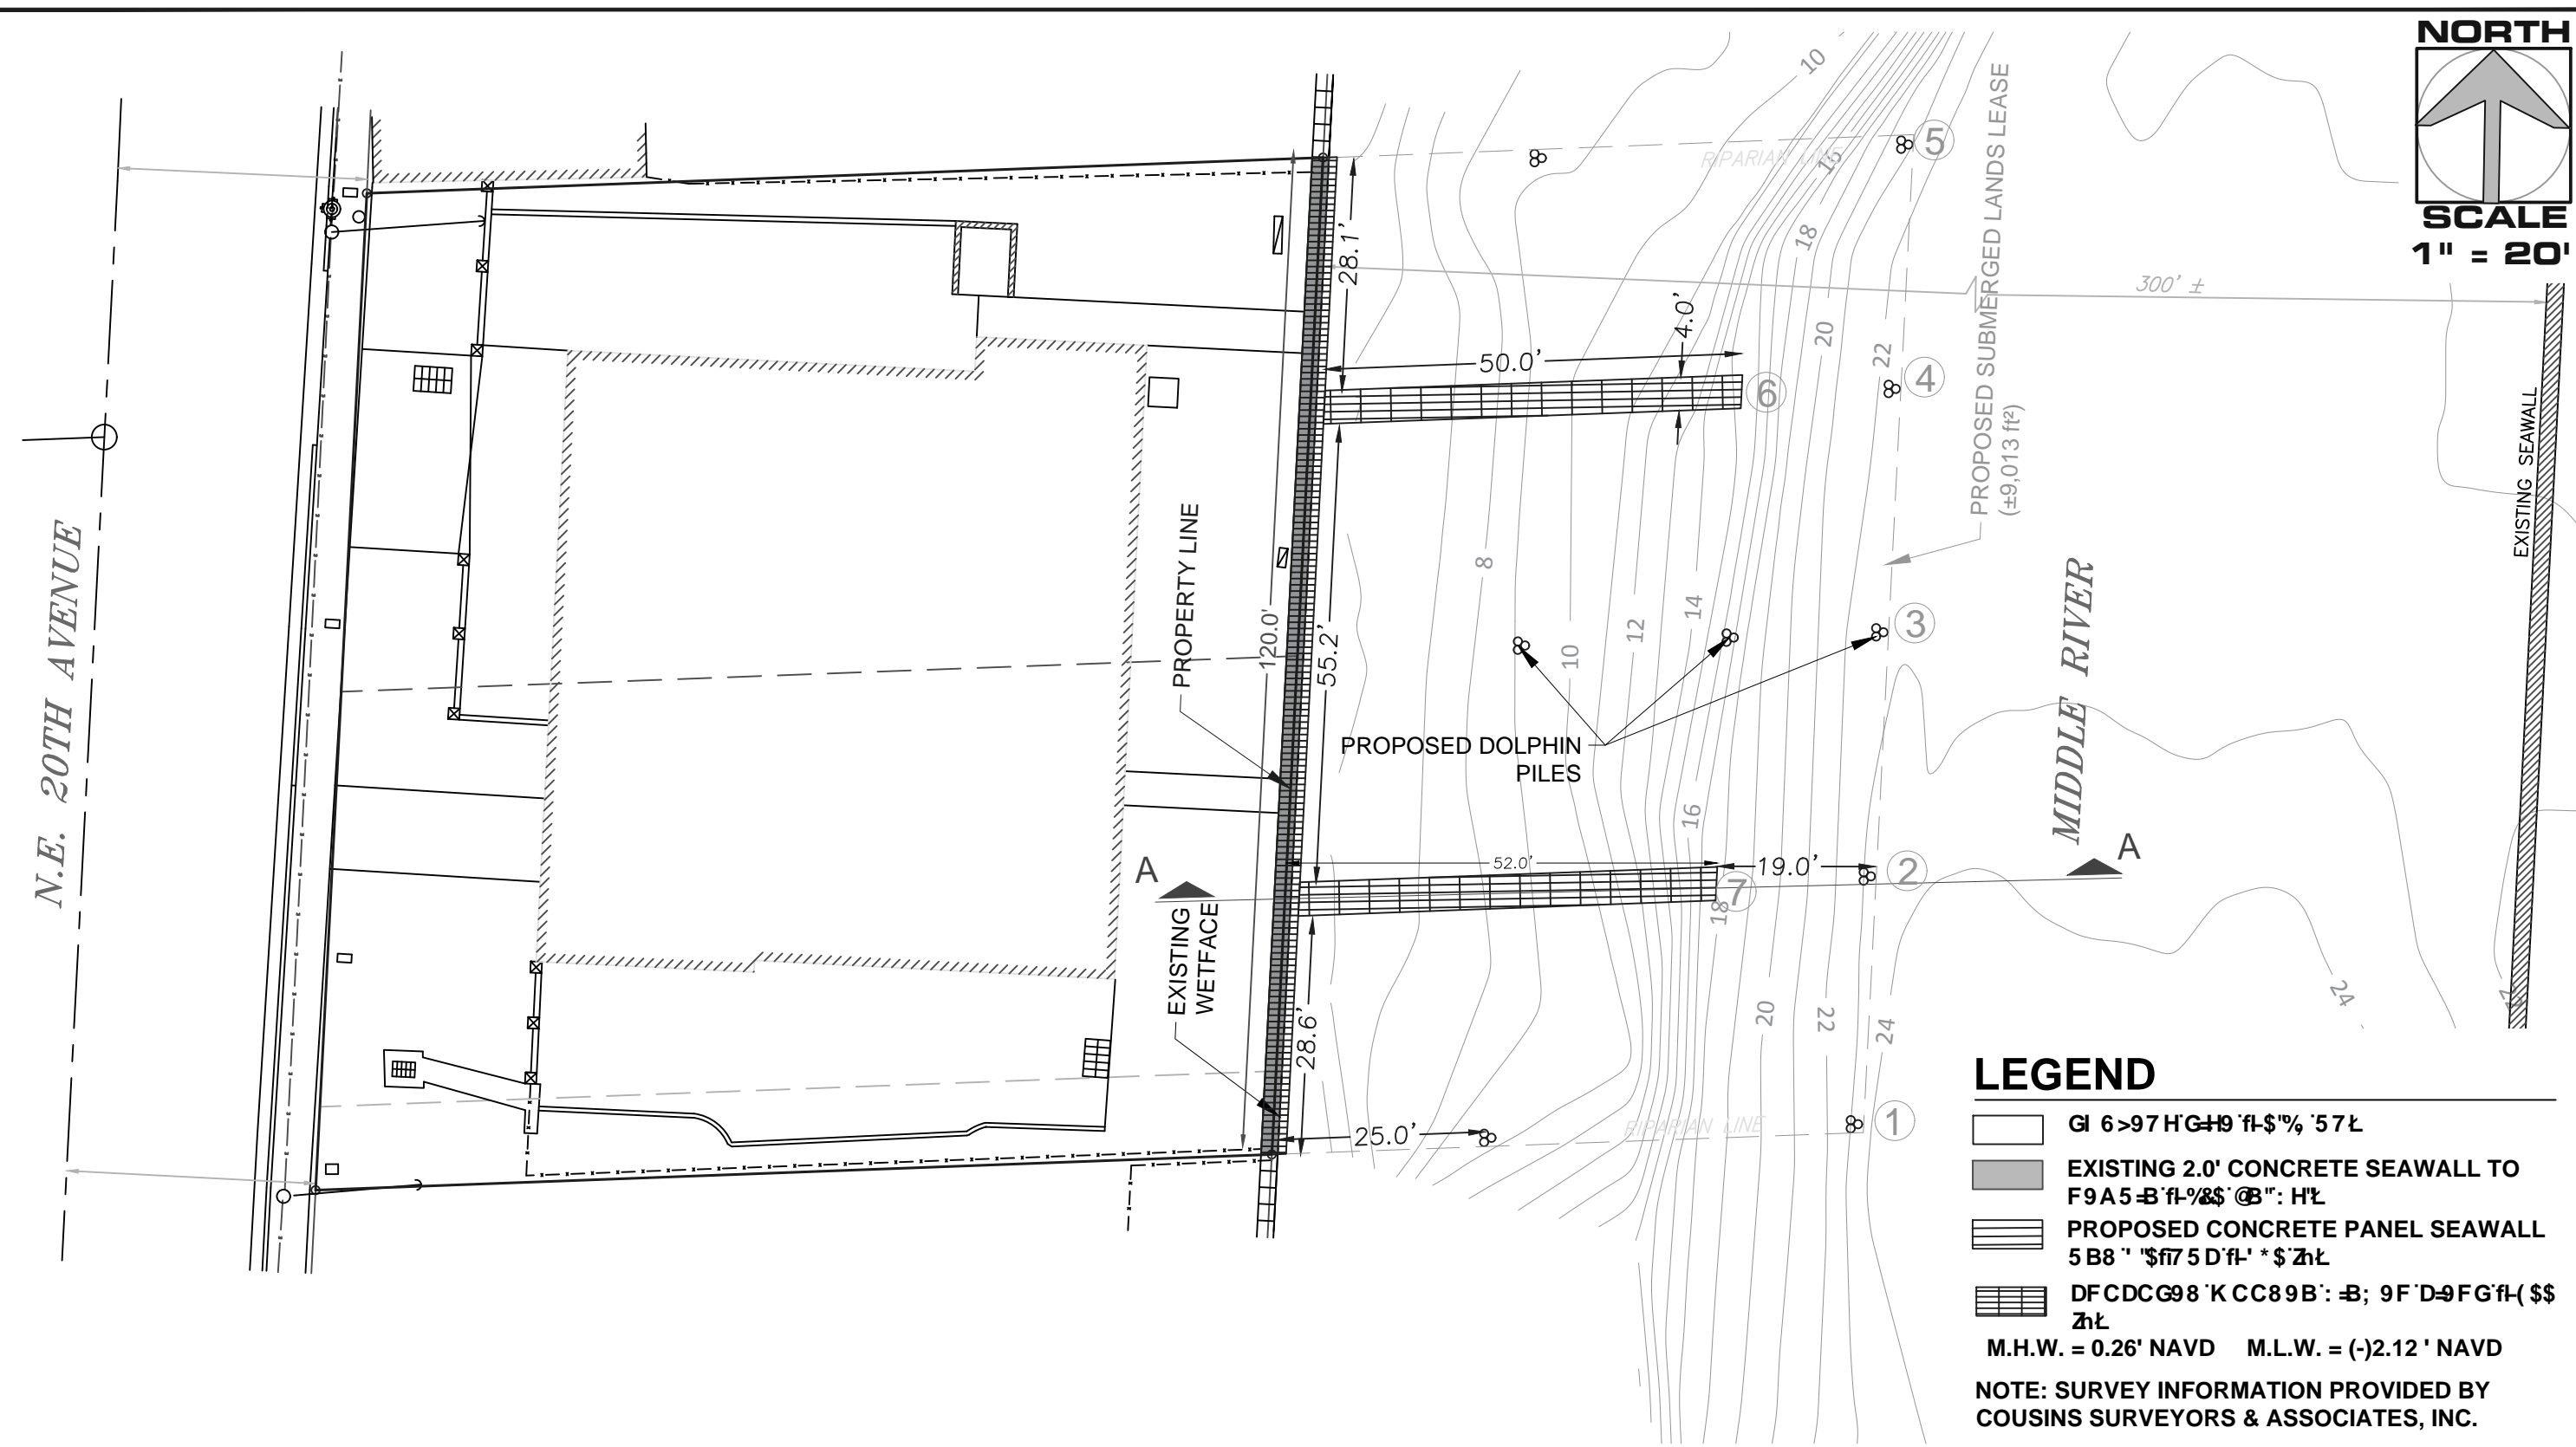 NORTH
SCALE
1" = 20'
N.E. 20TH AVENUE
PROPERTY LINE
EXISTING
WETFACE
120.0'
28.1'
55.2'
28.6'
50.0'
4.0'
52.0'
19.0'
25.0'
A
A
PROPOSED DOLPHIN
PILES
RIPARIAN LINE
RIPARIAN LINE
PROPOSED SUBMERGED LANDS LEASE
(±9,013 ft²)
300' ±
EXISTING SEAWALL
MIDDLE RIVER
5
4
3
2
1
6
7
10
18
20
22
8
10
12
14
16
18
20
22
24
24
LEGEND
EXISTING 2.0' CONCRETE SEAWALL TO
PROPOSED CONCRETE PANEL SEAWALL
M.H.W. = 0.26' NAVD M.L.W. = (-)2.12 ' NAVD
NOTE: SURVEY INFORMATION PROVIDED BY
COUSINS SURVEYORS & ASSOCIATES, INC.